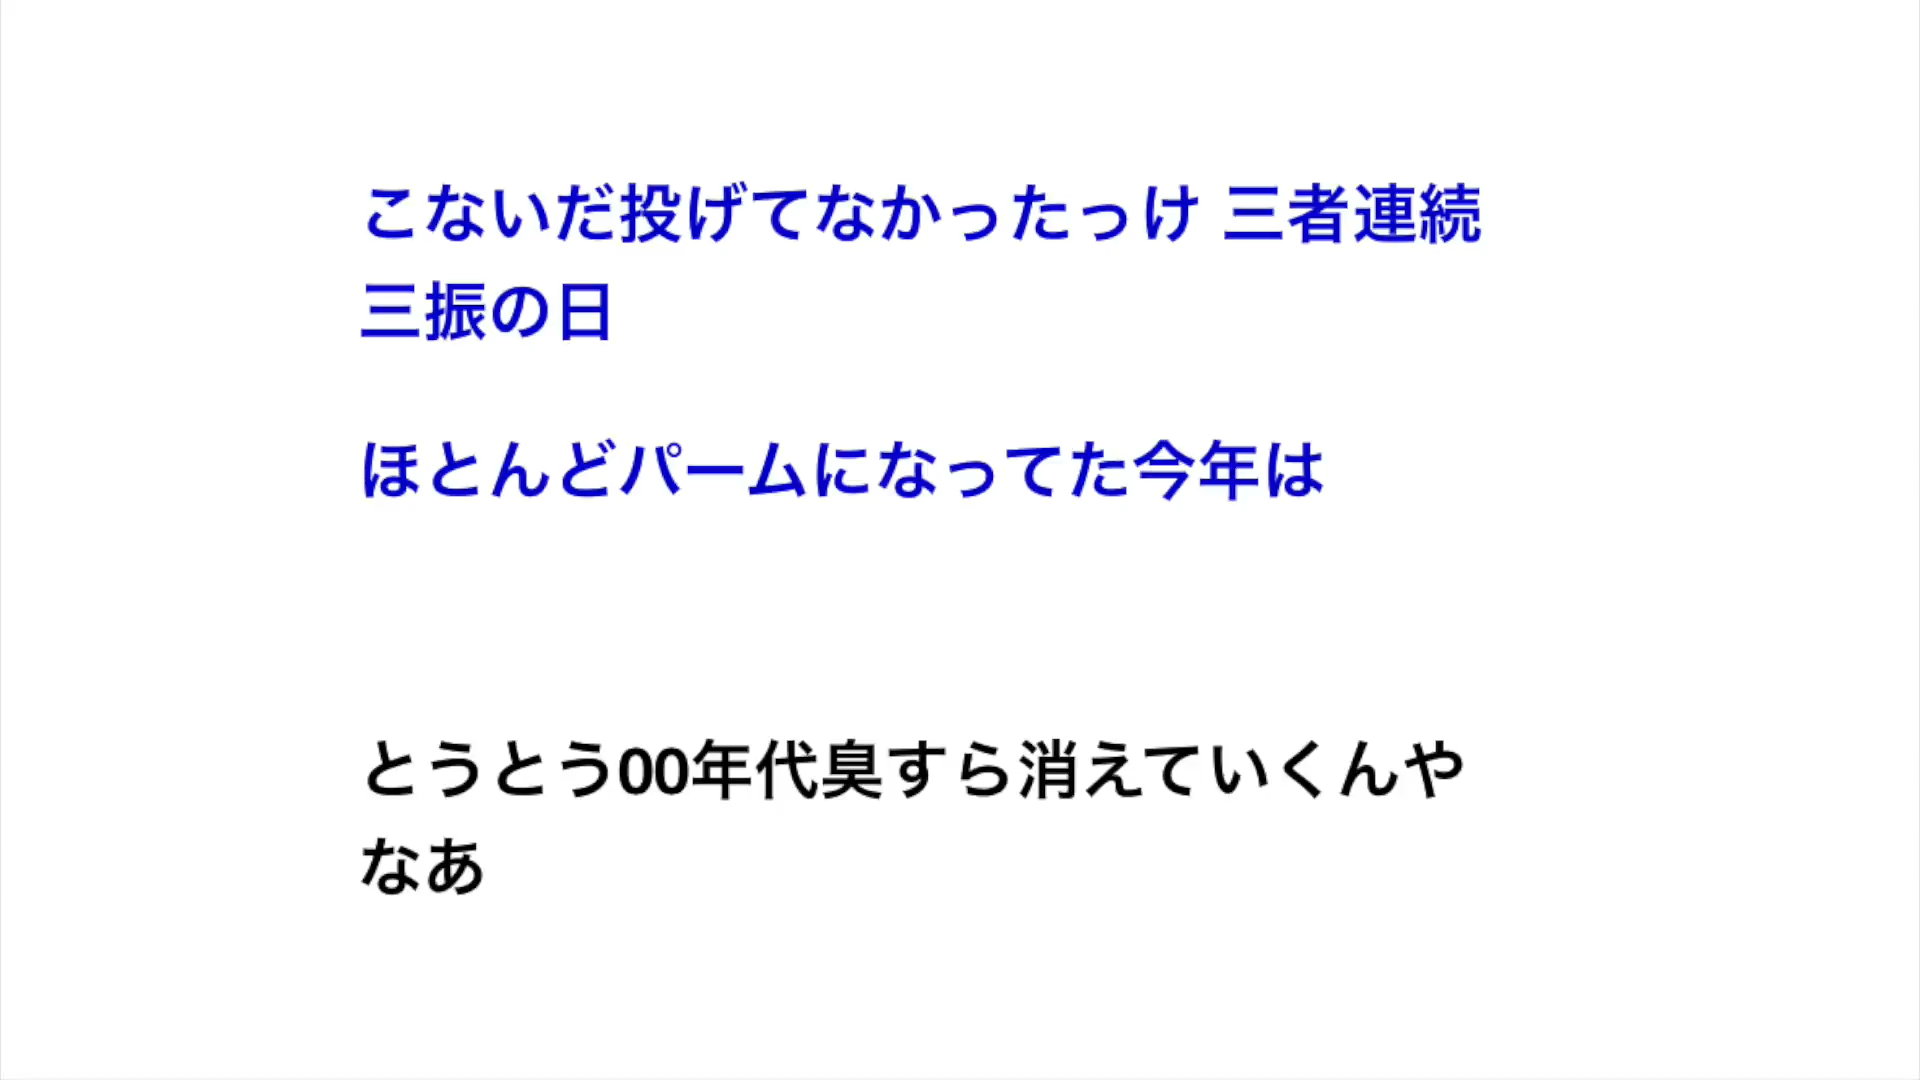 こないだ投げてなかったっけ 三者連続
三振の日
ほとんどパームになってた今年は
とうとう00年代臭すら消えていくんや
なあ